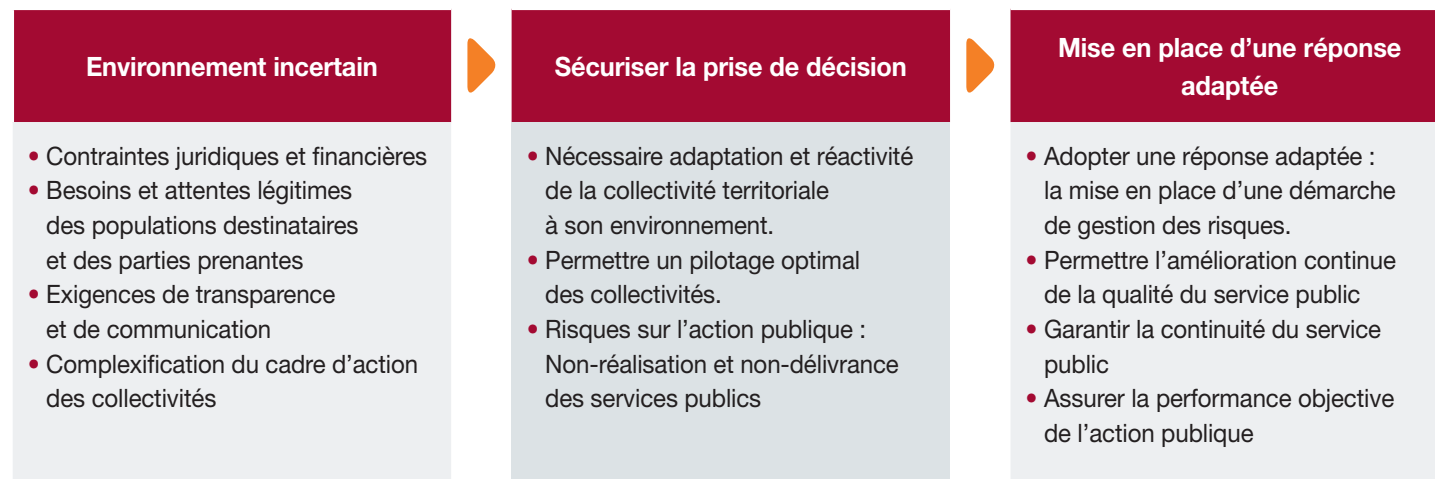 Environnement incertain
• Contraintes juridiques et financières
• Besoins et attentes légitimes
des populations destinataires
et des parties prenantes
• Exigences de transparence
et de communication
• Complexification du cadre d’action
des collectivités
Sécuriser la prise de décision
• Nécessaire adaptation et réactivité
de la collectivité territoriale
à son environnement.
• Permettre un pilotage optimal
des collectivités.
• Risques sur l’action publique :
Non-réalisation et non-délivrance
des services publics
Mise en place d’une réponse
adaptée
• Adopter une réponse adaptée :
la mise en place d’une démarche
de gestion des risques.
• Permettre l’amélioration continue
de la qualité du service public
• Garantir la continuité du service
public
• Assurer la performance objective
de l’action publique